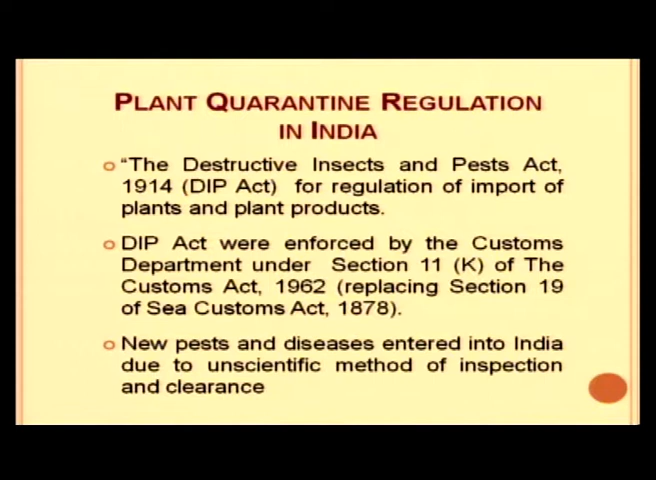 PLANT QUARANTINE REGULATION
IN INDIA
“The Destructive Insects and Pests Act,
1914 (DIP Act) for regulation of import of
plants and plant products.
DIP Act were enforced by the Customs
Department under Section 11 (K) of The
Customs Act, 1962 (replacing Section 19
of Sea Customs Act, 1878).
New pests and diseases entered into India
due to unscientific method of inspection
and clearance